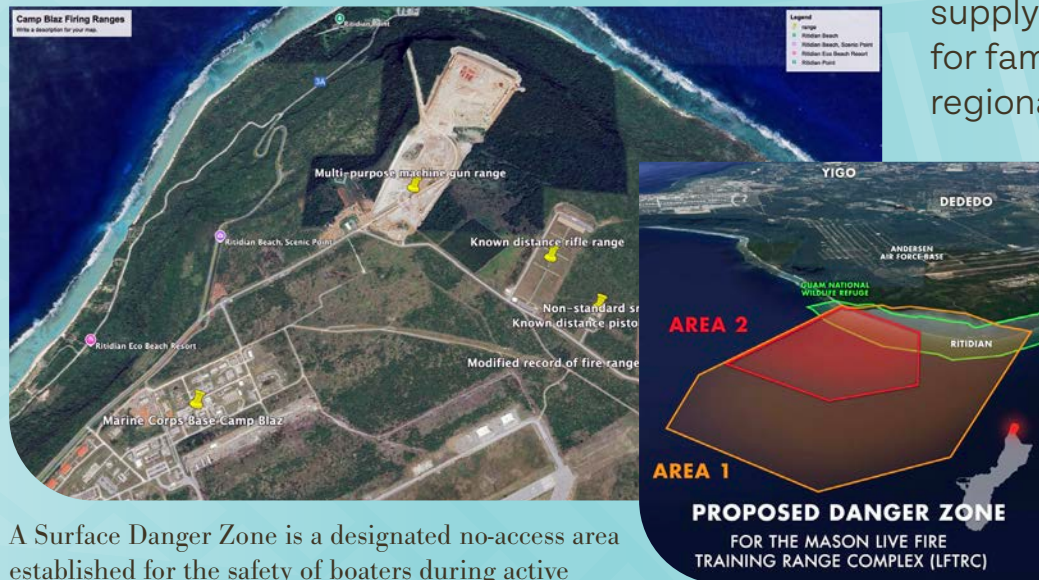 Camp Blaz Firing Ranges
Write a description for your map.
Legend
range
Ritidian Beach
Ritidian Beach, Scenic Point
Ritidian Eco Beach Resort
Ritidian Point
Ritidian Point
3A
Multi-purpose machine gun range
Known distance rifle range
Ritidian Beach, Scenic Point
Non-standard sr
Known distance pisto
Modified record of fire range
Ritidian Eco Beach Resort
Marine Corps Base Camp Blaz
supply
for fam
regiona
YIGO
DEDEDO
ANDERSEN
AIR FORCE BASE
GUAM NATIONAL
WILDLIFE REFUGE
AREA 2
RITIDIAN
AREA 1
PROPOSED DANGER ZONE
FOR THE MASON LIVE FIRE
TRAINING RANGE COMPLEX (LFTRC)
A Surface Danger Zone is a designated no-access area
established for the safety of boaters during active